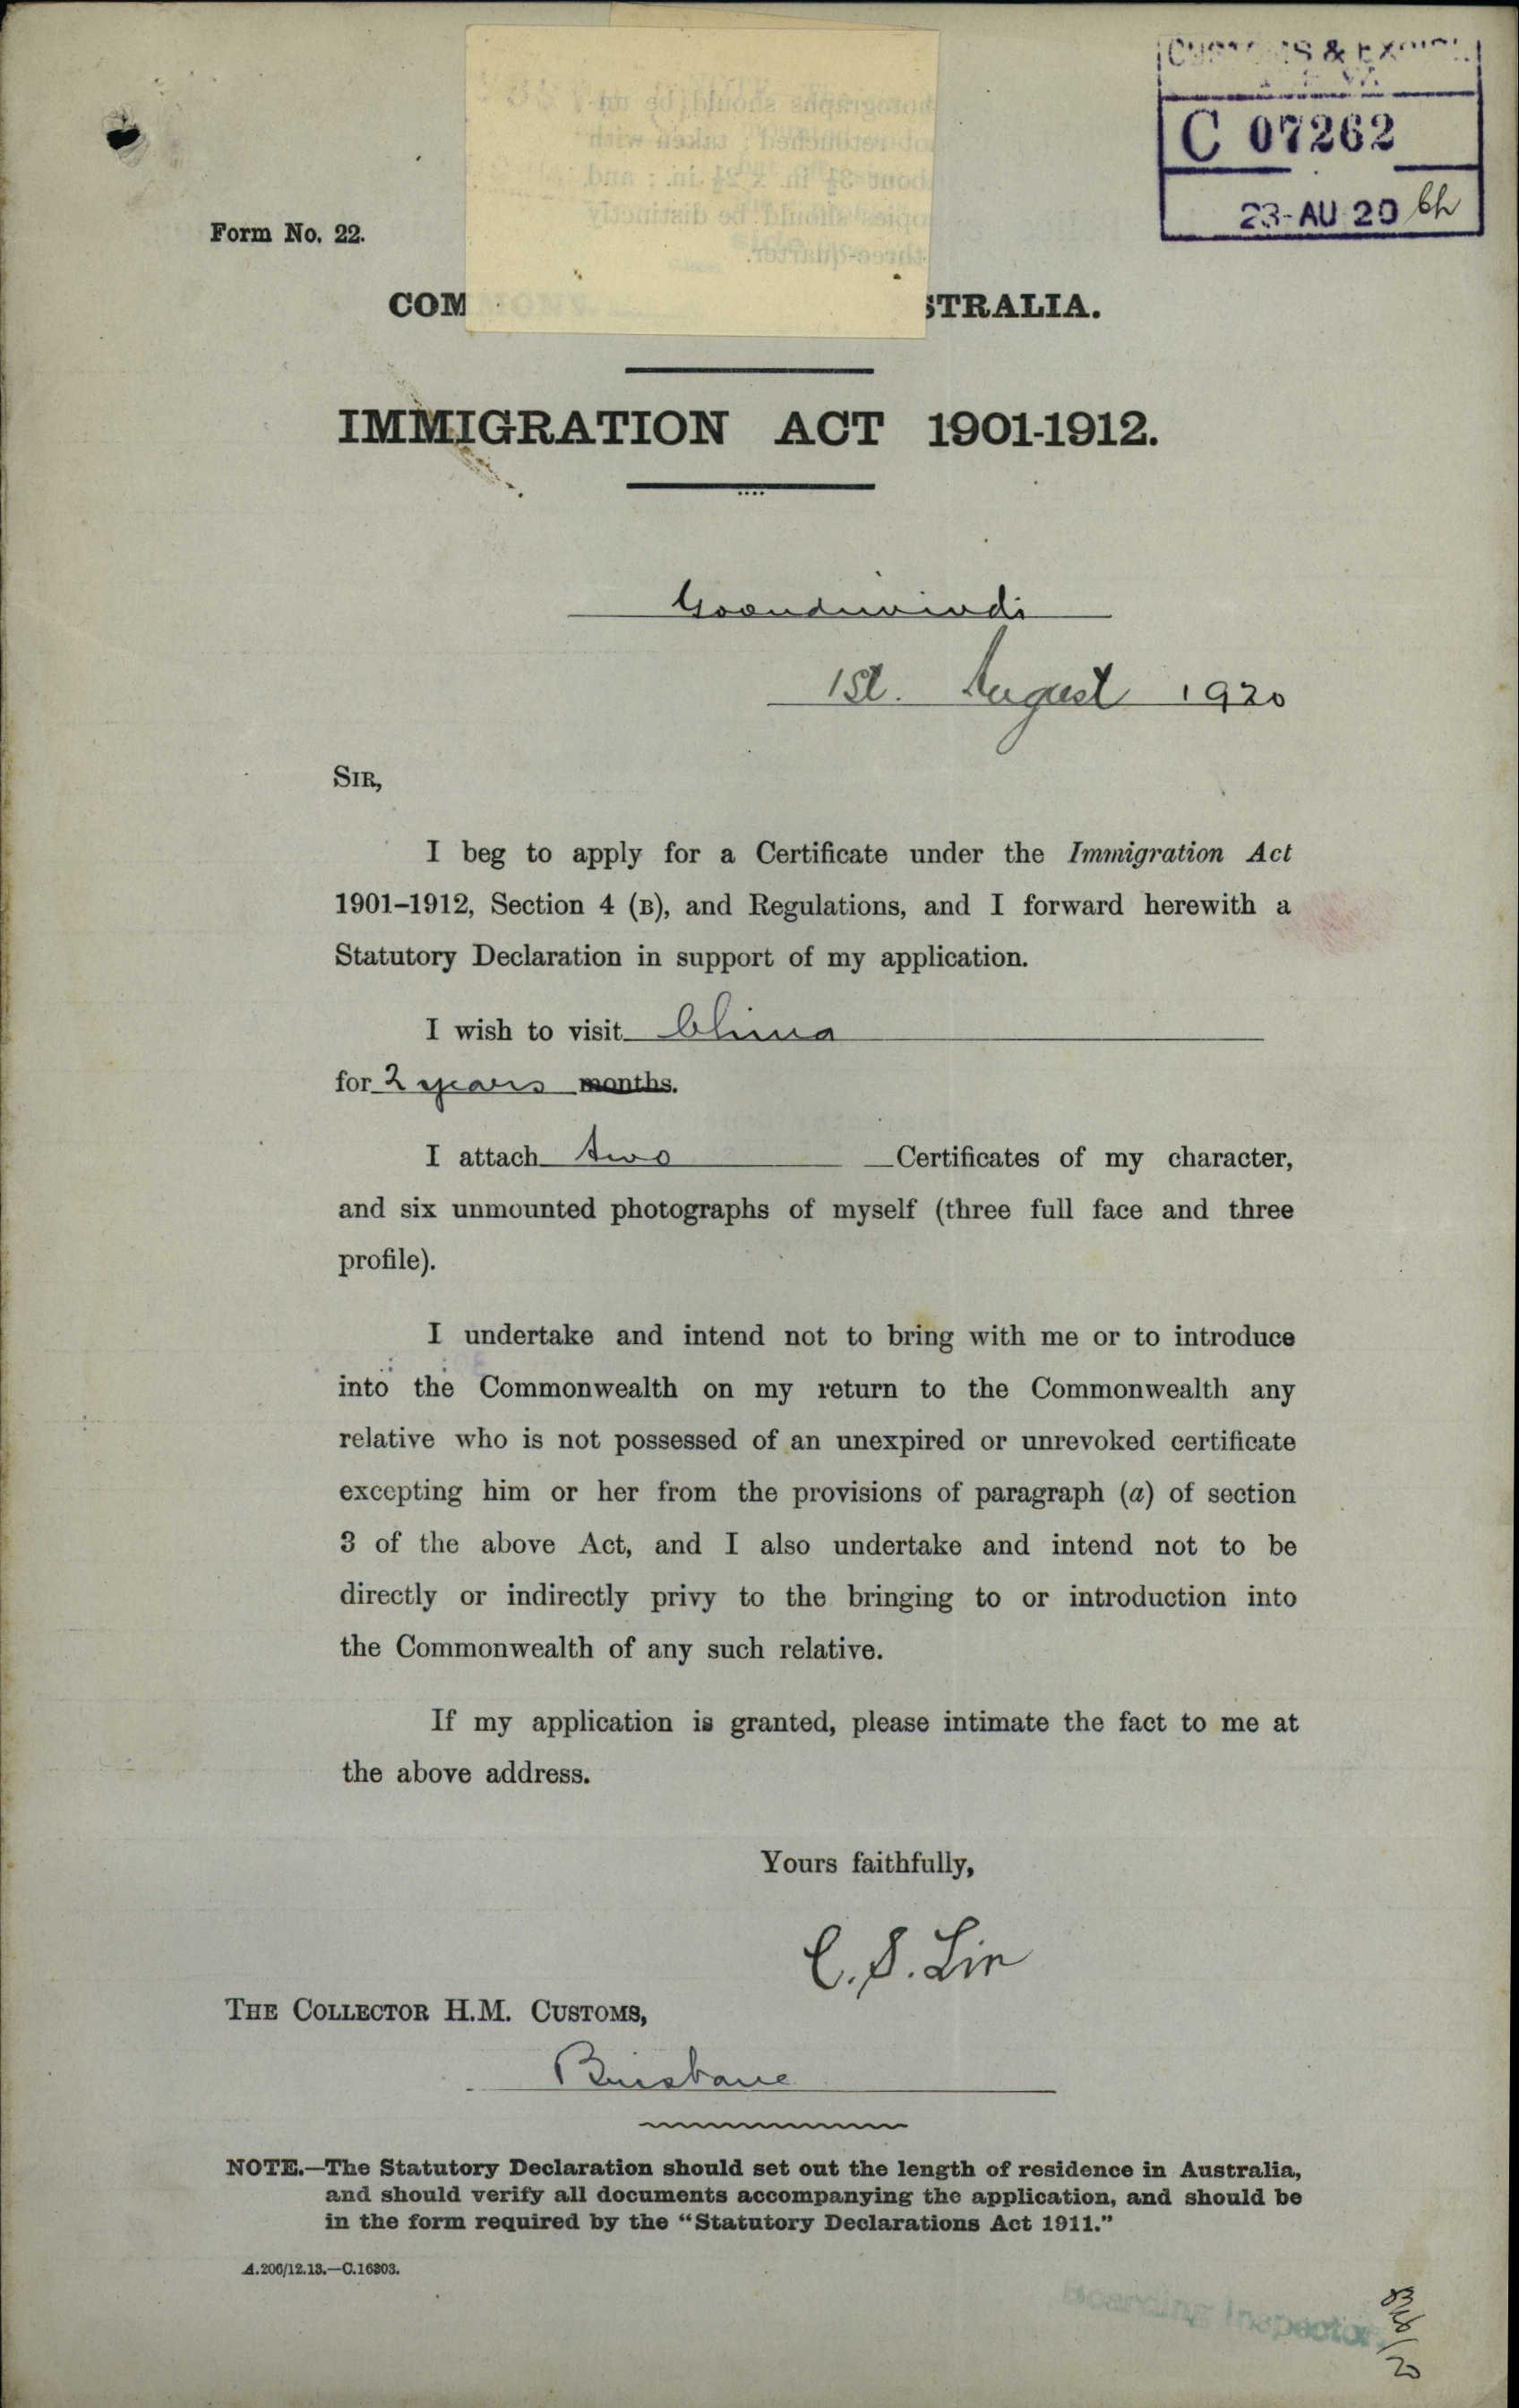 CUSTOMS & EXCISE
C 07262
23-AU 20
Form No. 22.
COM STRALIA.
IMMIGRATION ACT 1901-1912.
Goondiwindi
1st. August 1920
SIR,
I beg to apply for a Certificate under the Immigration Act
1901–1912, Section 4 (B), and Regulations, and I forward herewith a
Statutory Declaration in support of my application.
I wish to visit China
for 2 years months.
I attach two Certificates of my character,
and six unmounted photographs of myself (three full face and three
profile).
I undertake and intend not to bring with me or to introduce
into the Commonwealth on my return to the Commonwealth any
relative who is not possessed of an unexpired or unrevoked certificate
excepting him or her from the provisions of paragraph (a) of section
3 of the above Act, and I also undertake and intend not to be
directly or indirectly privy to the bringing to or introduction into
the Commonwealth of any such relative.
If my application is granted, please intimate the fact to me at
the above address.
Yours faithfully,
C. S. Lin
THE COLLECTOR H.M. CUSTOMS,
Brisbane
NOTE.—The Statutory Declaration should set out the length of residence in Australia,
and should verify all documents accompanying the application, and should be
in the form required by the “Statutory Declarations Act 1911.”
A.206/12.13.—C.16303.
Boarding Inspector